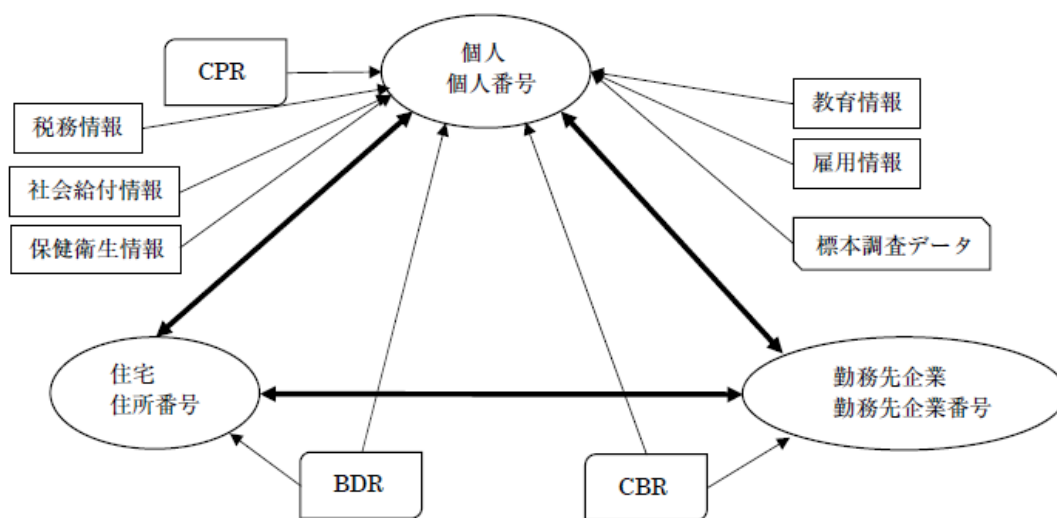 CPR
個人
個人番号
税務情報
社会給付情報
保健衛生情報
教育情報
雇用情報
標本調査データ
住宅
住所番号
勤務先企業
勤務先企業番号
BDR
CBR